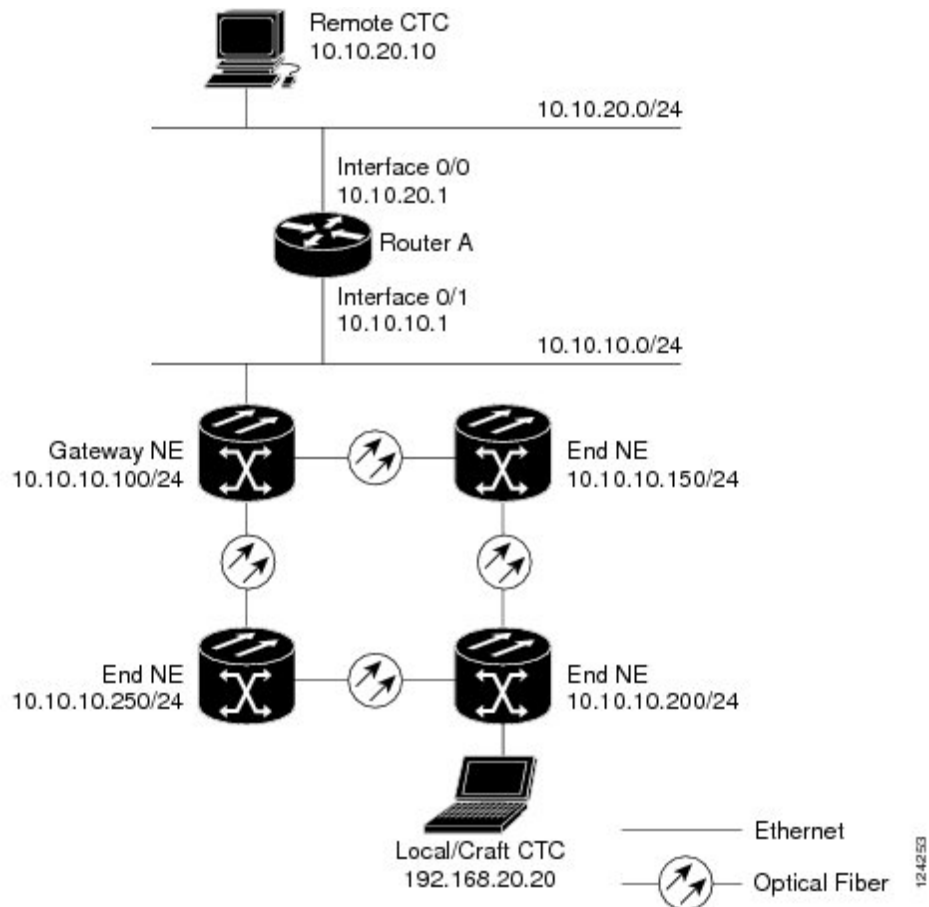 Remote CTC
10.10.20.10
10.10.20.0/24
Interface 0/0
10.10.20.1
Router A
Interface 0/1
10.10.10.1
10.10.10.0/24
Gateway NE
10.10.10.100/24
End NE
10.10.10.150/24
End NE
10.10.10.250/24
End NE
10.10.10.200/24
Local/Craft CTC
192.168.20.20
Ethernet
Optical Fiber
124253